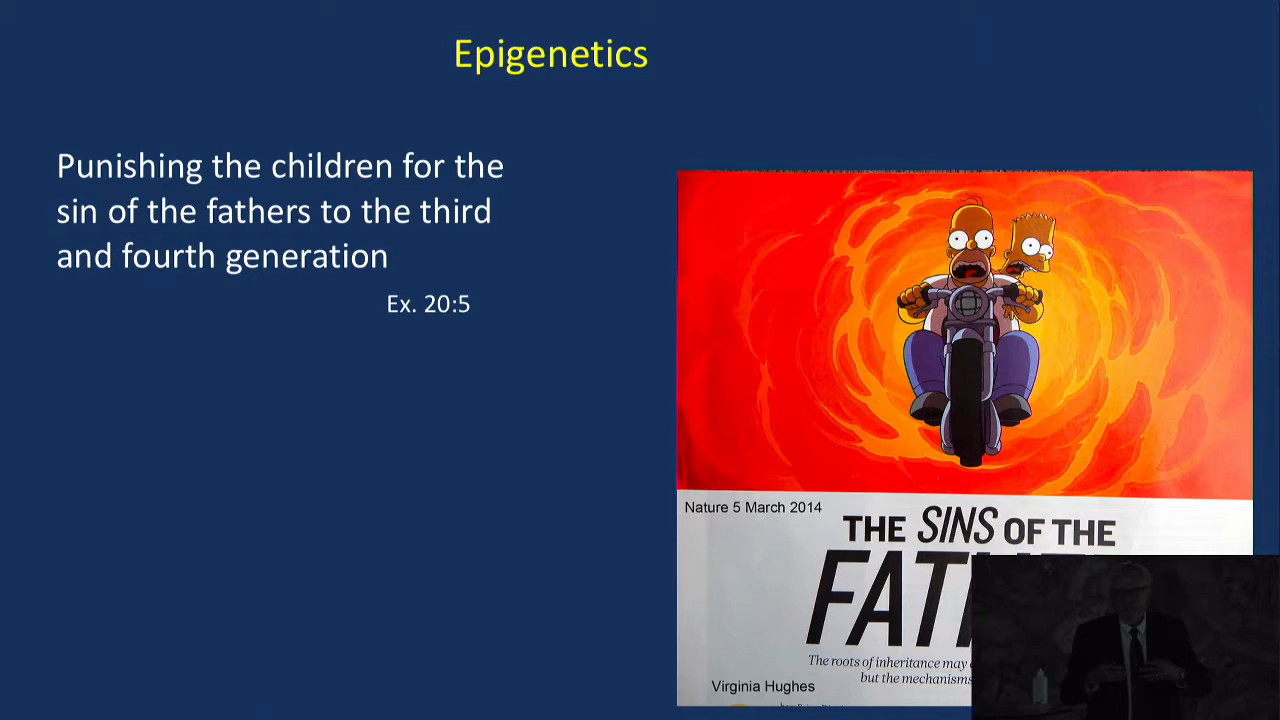 Epigenetics
Punishing the children for the
sin of the fathers to the third
and fourth generation
Ex. 20:5
Nature 5 March 2014
THE SINS OF THE
The roots of inheritance may
but the mechanisms
Virginia Hughes